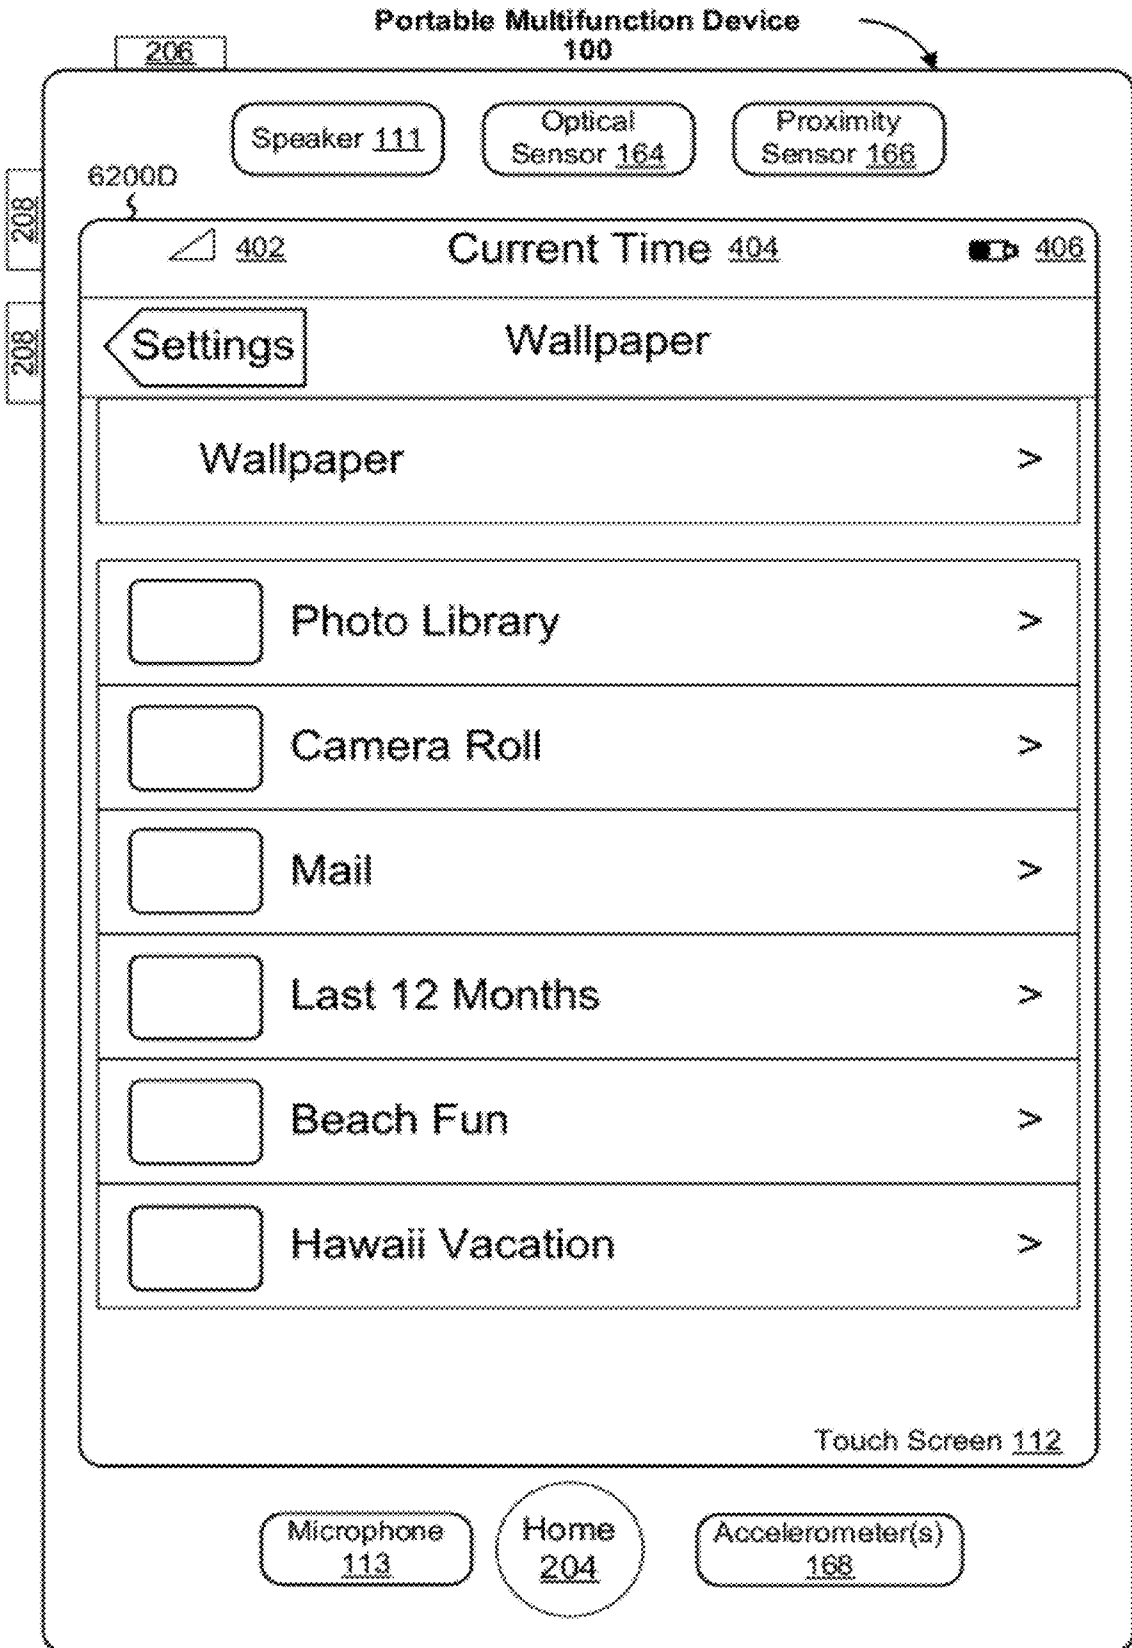 Portable Multifunction Device
100
206
Speaker 111
Optical
Sensor 164
Proximity
Sensor 166
6200D
208
208
402
Current Time 404
406
Settings
Wallpaper
Wallpaper >
Photo Library >
Camera Roll >
Mail >
Last 12 Months >
Beach Fun >
Hawaii Vacation >
Touch Screen 112
Microphone
113
Home
204
Accelerometer(s)
168